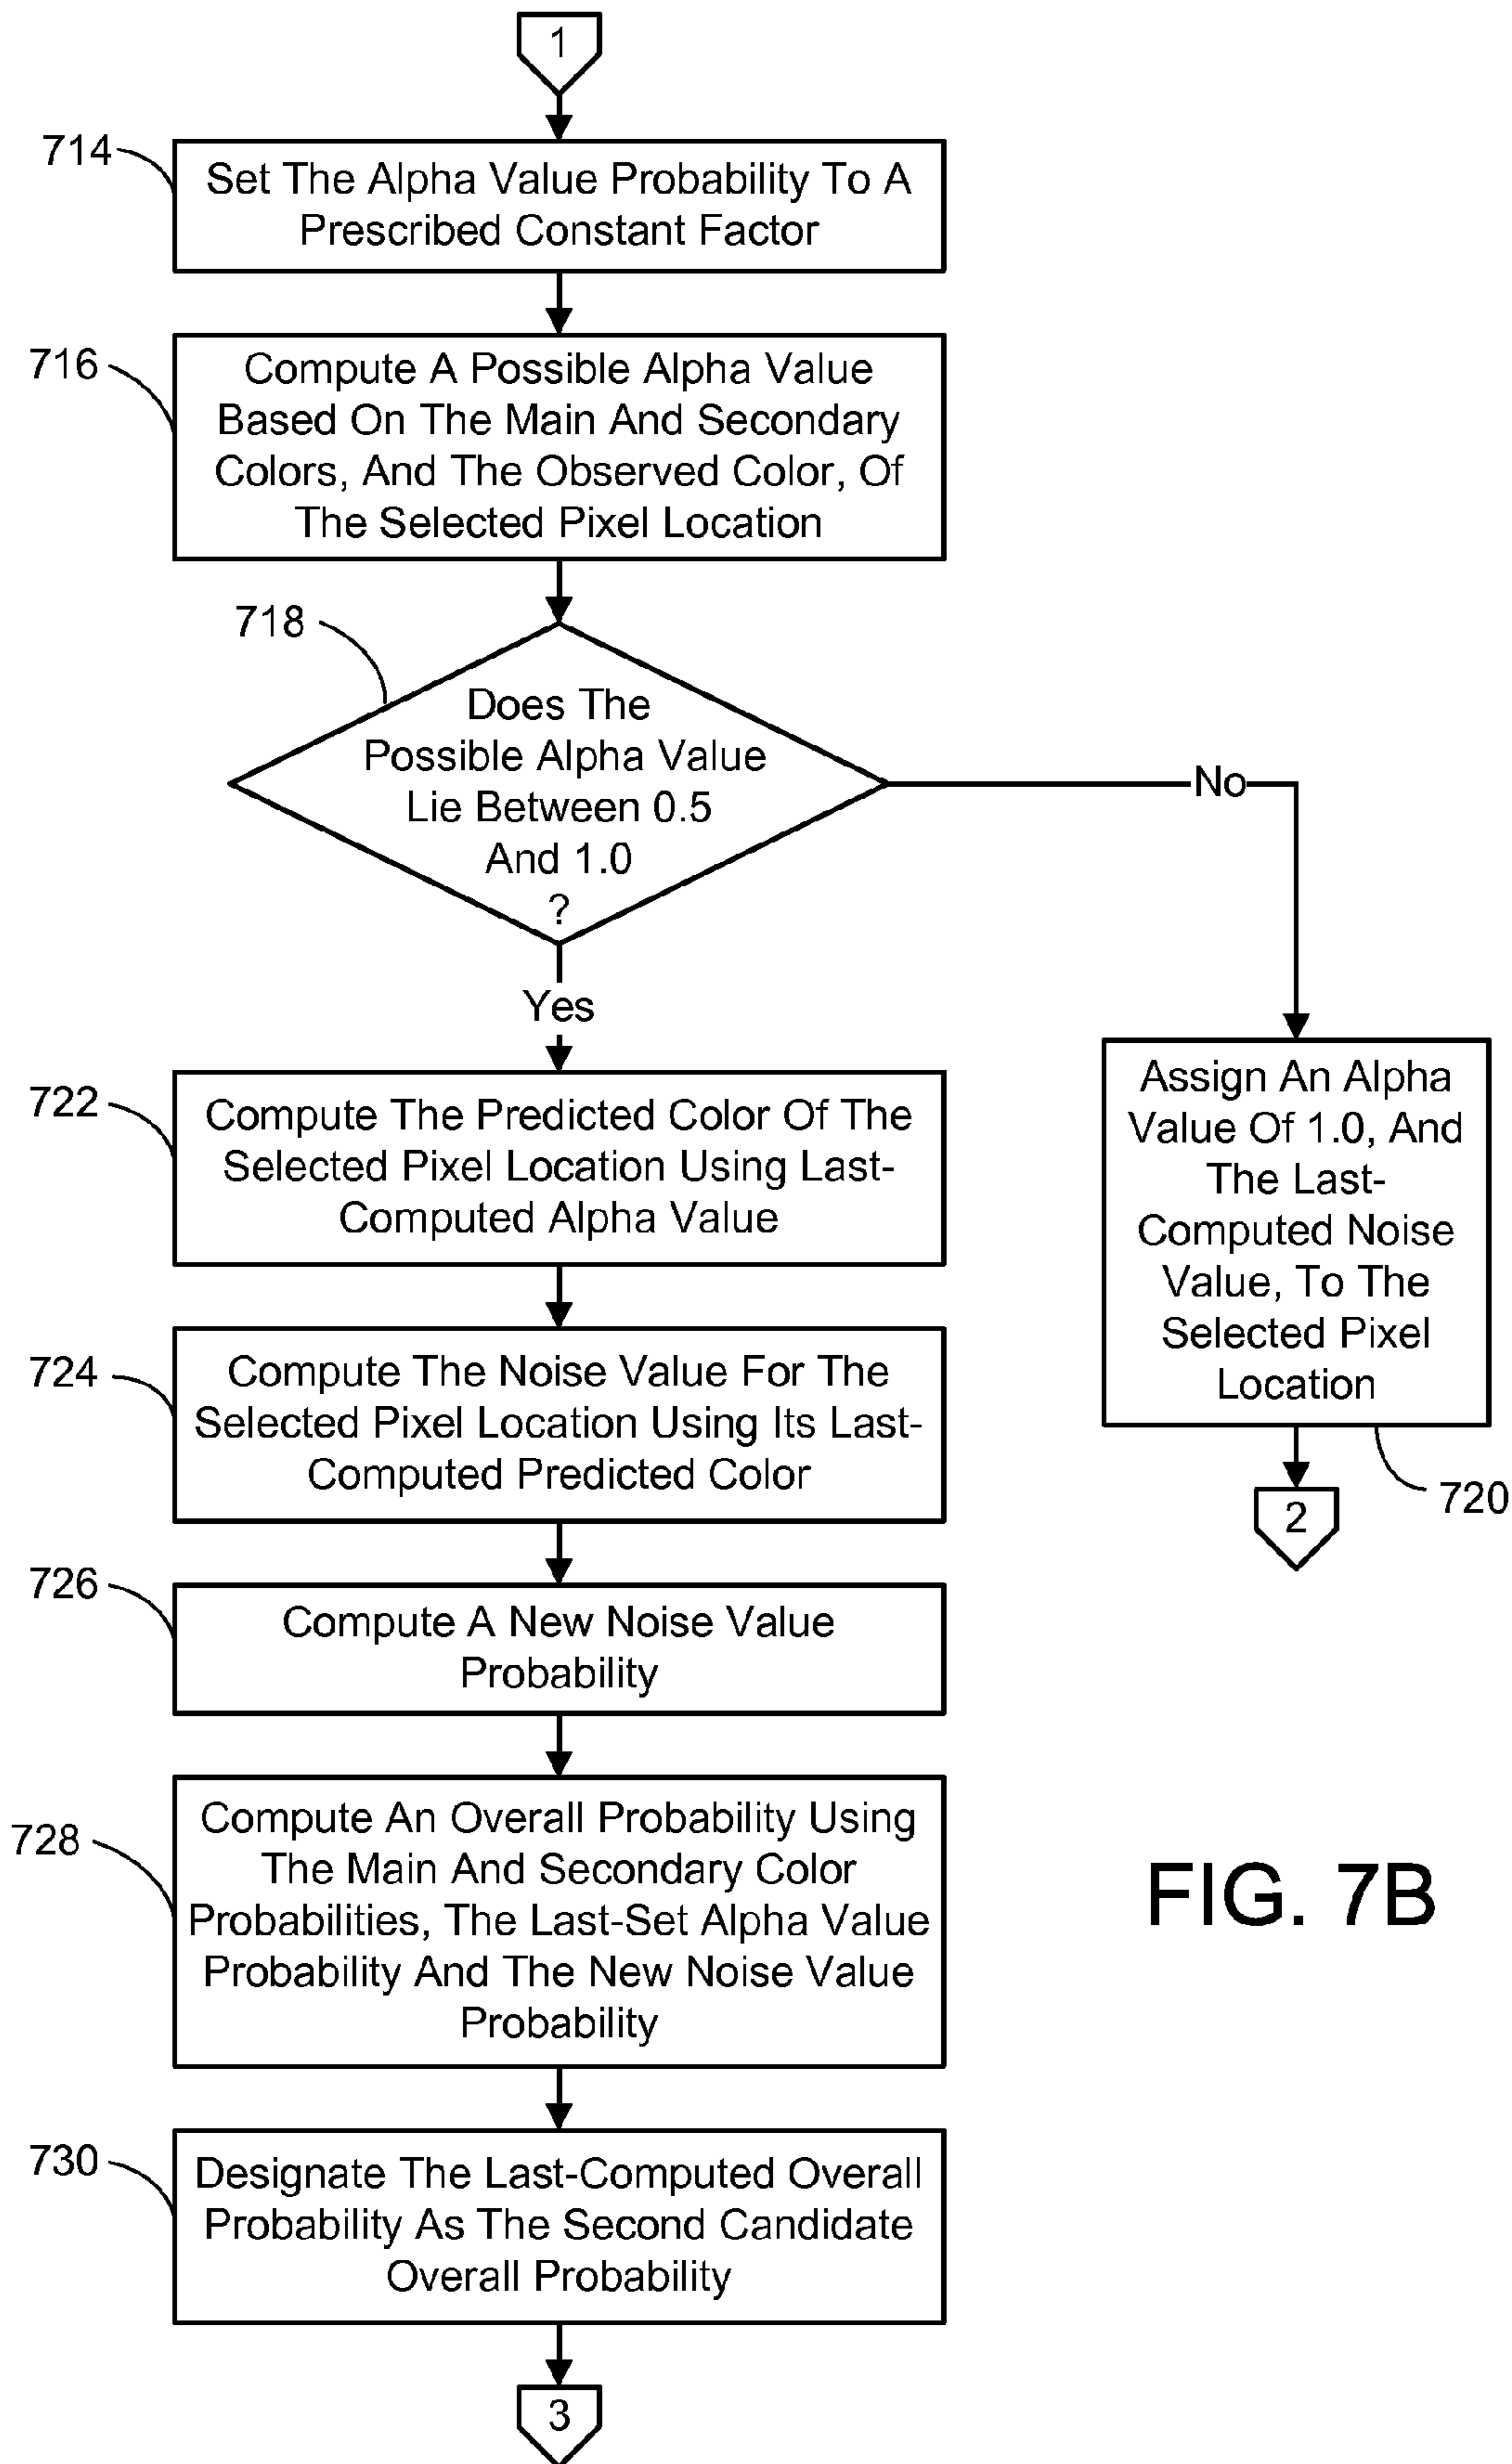 1
714
Set The Alpha Value Probability To A
Prescribed Constant Factor
716
Compute A Possible Alpha Value
Based On The Main And Secondary
Colors, And The Observed Color, Of
The Selected Pixel Location
718
Does The
Possible Alpha Value
Lie Between 0.5
And 1.0
?
No
Yes
Assign An Alpha
Value Of 1.0, And
The Last-
Computed Noise
Value, To The
Selected Pixel
Location
720
2
722
Compute The Predicted Color Of The
Selected Pixel Location Using Last-
Computed Alpha Value
724
Compute The Noise Value For The
Selected Pixel Location Using Its Last-
Computed Predicted Color
726
Compute A New Noise Value
Probability
728
Compute An Overall Probability Using
The Main And Secondary Color
Probabilities, The Last-Set Alpha Value
Probability And The New Noise Value
Probability
730
Designate The Last-Computed Overall
Probability As The Second Candidate
Overall Probability
3
FIG. 7B